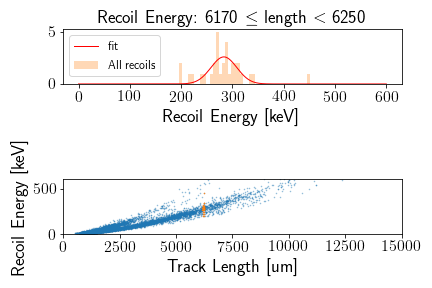 Recoil Energy: 6170 ≤ length < 6250
5
0
fit
All recoils
0 100 200 300 400 500 600
Recoil Energy [keV]
Recoil Energy [keV]
500
0
0 2500 5000 7500 10000 12500 15000
Track Length [um]